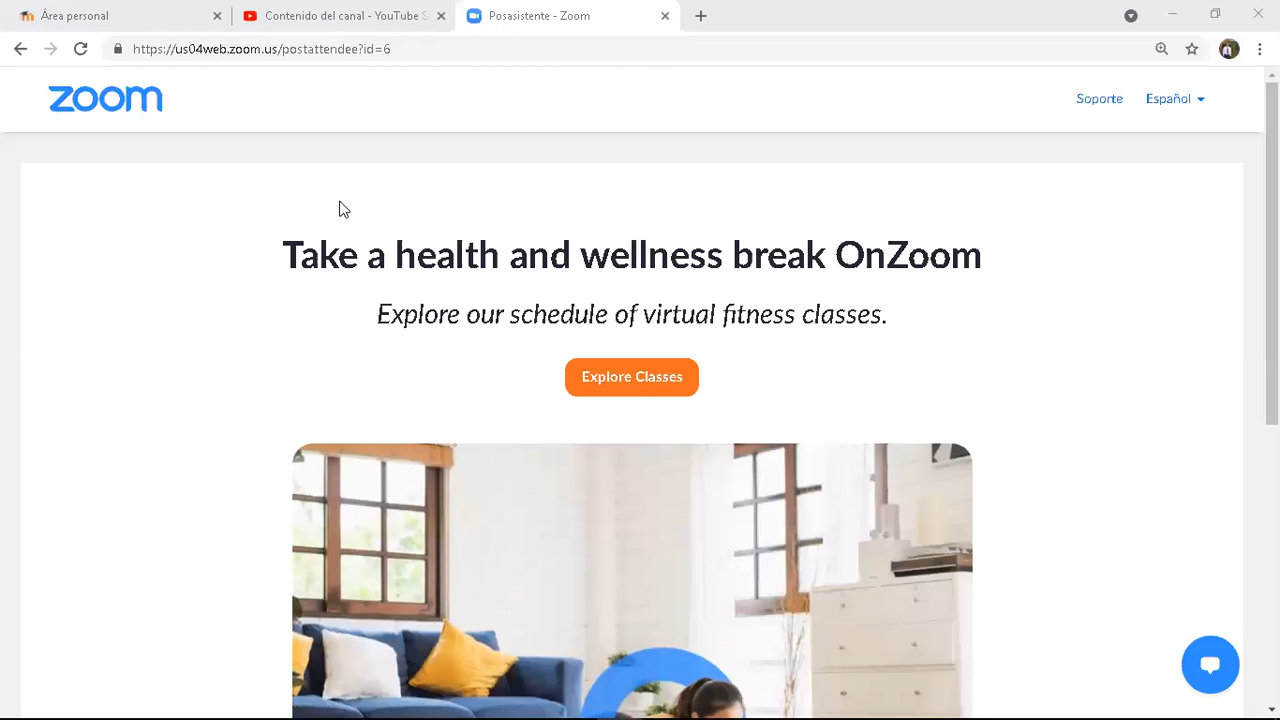 Área personal
Contenido del canal - YouTube S
Posasistente - Zoom
https://us04web.zoom.us/postattendee?id=6
zoom
Soporte
Español
Take a health and wellness break OnZoom
Explore our schedule of virtual fitness classes.
Explore Classes